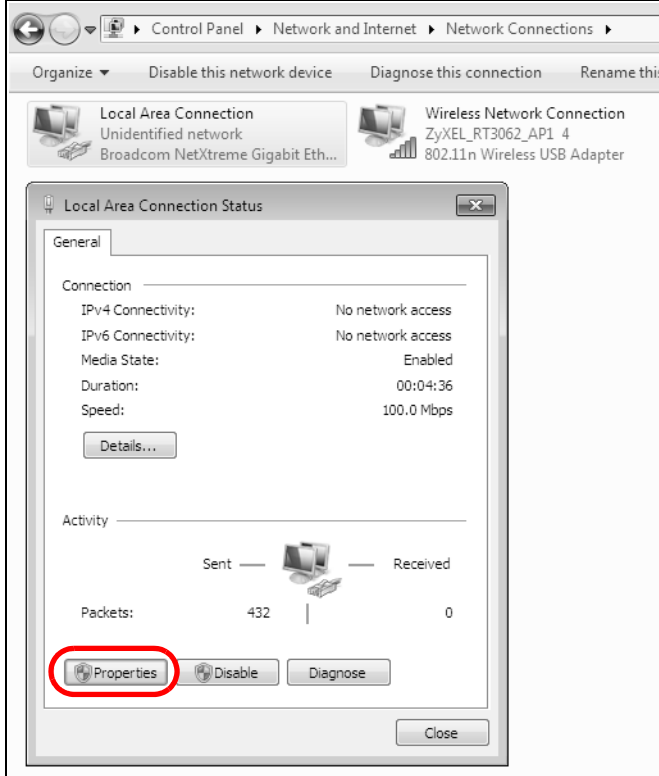 Control Panel ▸ Network and Internet ▸ Network Connections ▸
Organize ▾ Disable this network device Diagnose this connection Rename this
Local Area Connection
Unidentified network
Broadcom NetXtreme Gigabit Eth...
Wireless Network Connection
ZyXEL_RT3062_AP1 4
802.11n Wireless USB Adapter
Local Area Connection Status
General
Connection
IPv4 Connectivity: No network access
IPv6 Connectivity: No network access
Media State: Enabled
Duration: 00:04:36
Speed: 100.0 Mbps
Details...
Activity
Sent Received
Packets: 432 0
Properties Disable Diagnose
Close